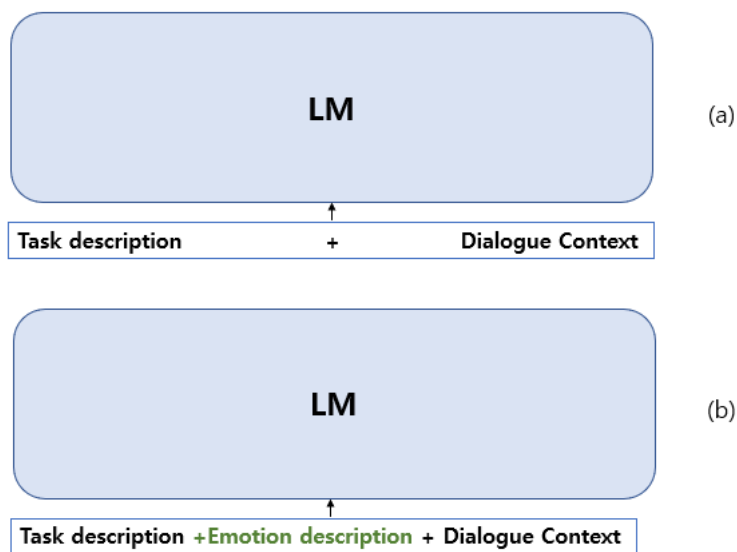 LM
(a)
Task description + Dialogue Context
LM
(b)
Task description +Emotion description + Dialogue Context